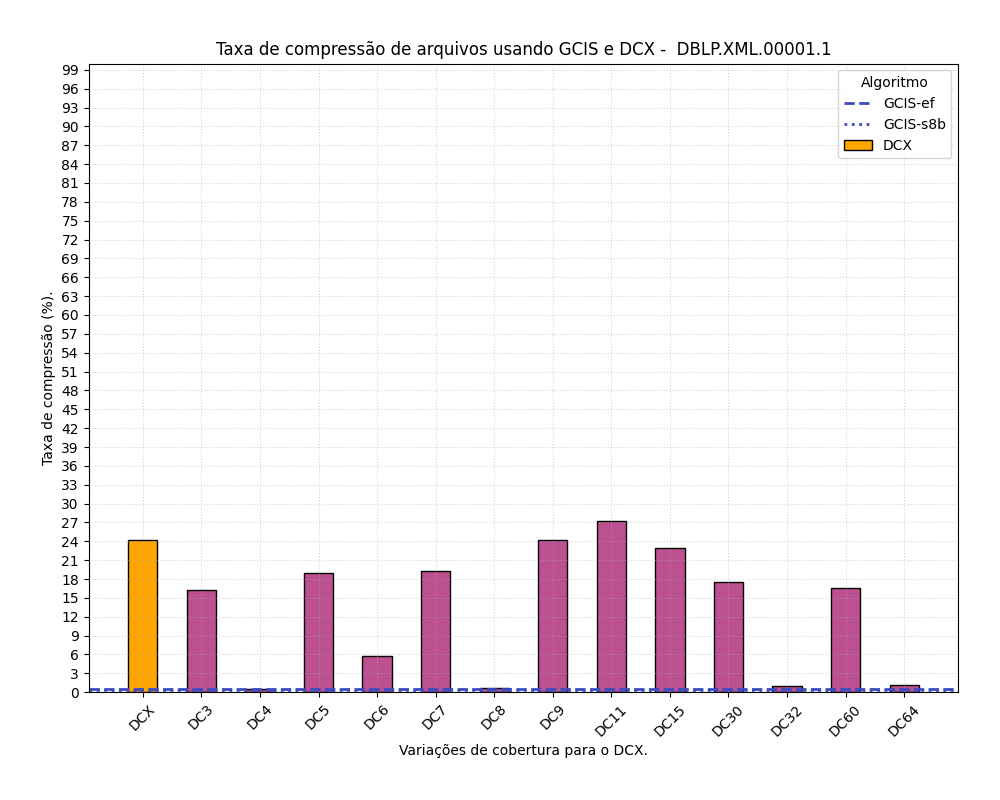 Taxa de compressão de arquivos usando GCIS e DCX -  DBLP.XML.00001.1
Algoritmo
GCIS-ef
GCIS-s8b
DCX
Taxa de compressão (%).
99
96
93
90
87
84
81
78
75
72
69
66
63
60
57
54
51
48
45
42
39
36
33
30
27
24
21
18
15
12
9
6
3
0
DCX
DC3
DC4
DC5
DC6
DC7
DC8
DC9
DC11
DC15
DC30
DC32
DC60
DC64
Variações de cobertura para o DCX.